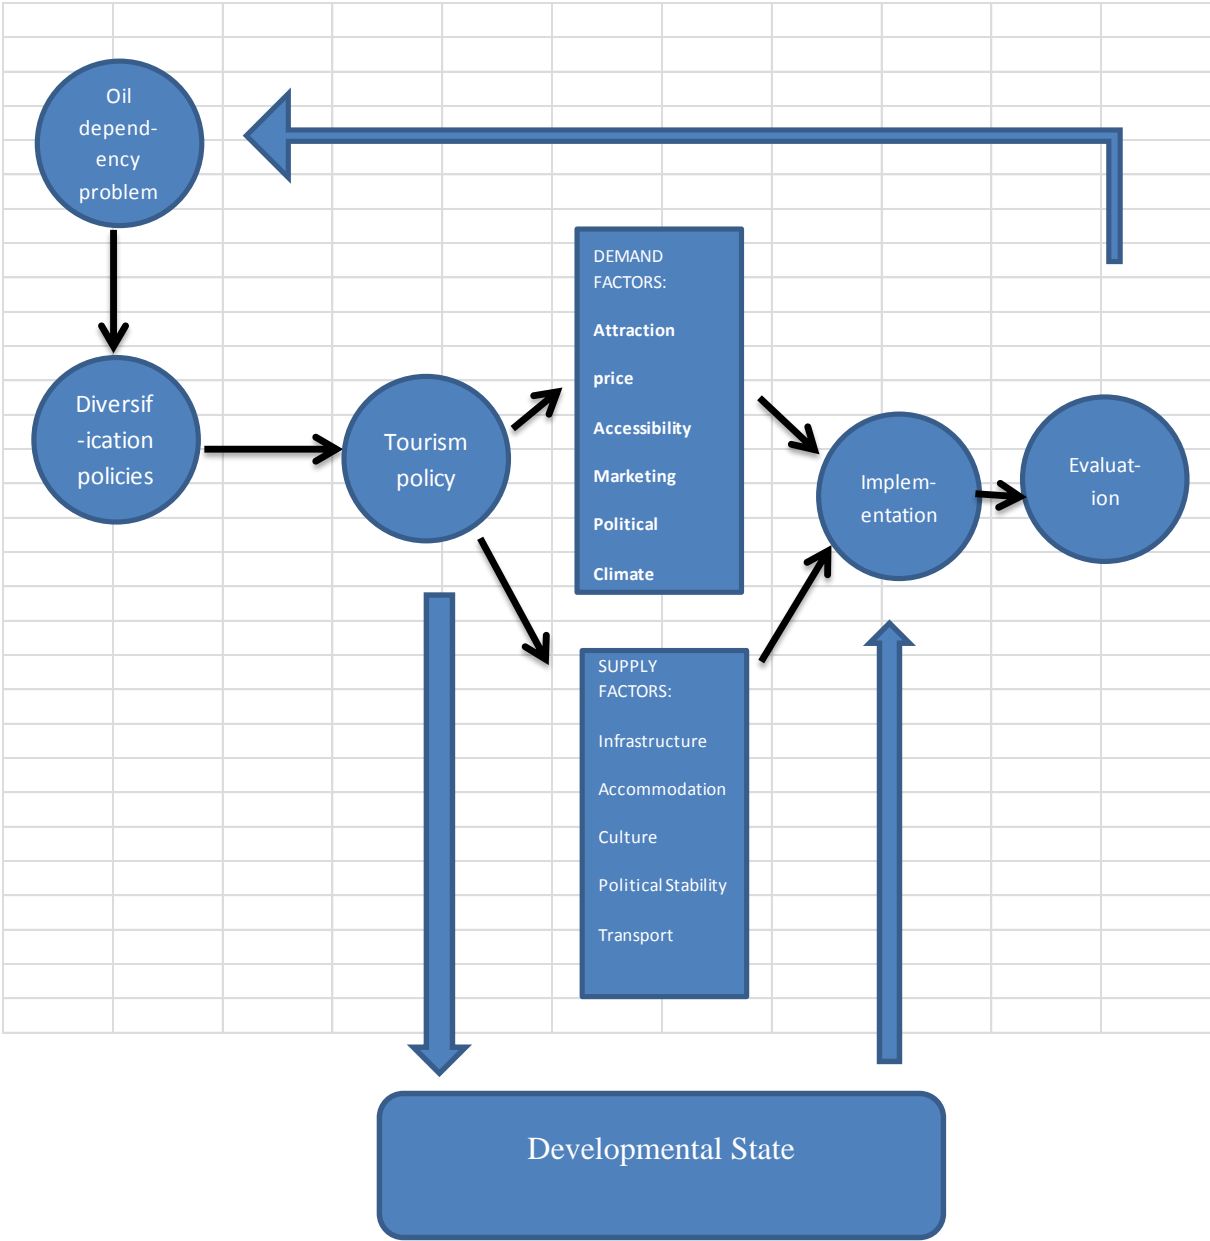 Oil
depend-
ency
problem
DEMAND
FACTORS:
Attraction
price
Accessibility
Marketing
Political
Climate
Diversif
-ication
policies
Tourism
policy
Implem-
entation
Evaluat-
ion
SUPPLY
FACTORS:
Infrastructure
Accommodation
Culture
Political Stability
Transport
Developmental State